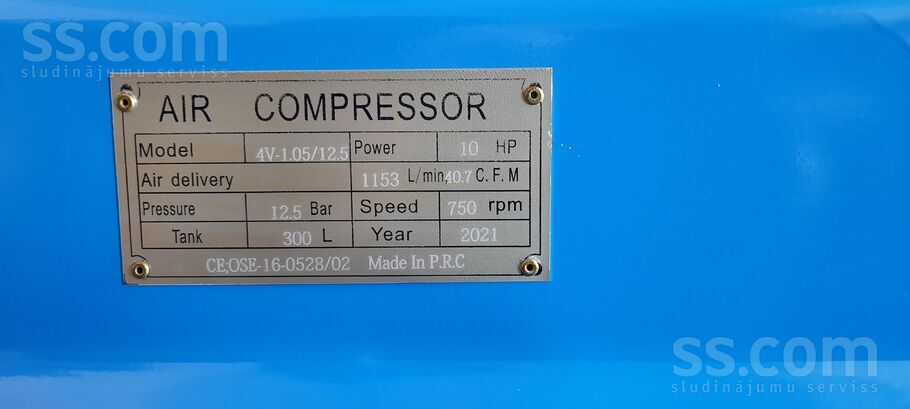 ss.com
sludinājumu serviss
AIR COMPRESSOR
Model 4V-1.05/12.5 Power 10 HP
Air delivery 1153 L/min,40.7 C.F.M
Pressure 12.5 Bar Speed 750 rpm
Tank 300 L Year 2021
CE;OSE-16-0528/02 Made In P.R.C
ss.com
sludinājumu serviss